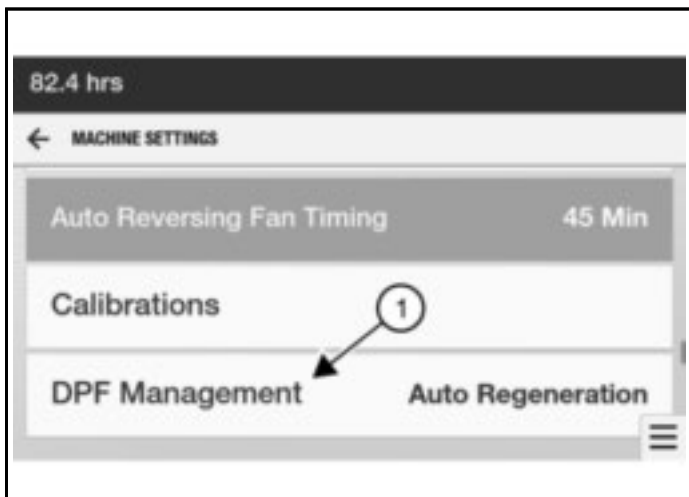 82.4 hrs
← MACHINE SETTINGS
Auto Reversing Fan Timing 45 Min
Calibrations 1
DPF Management Auto Regeneration